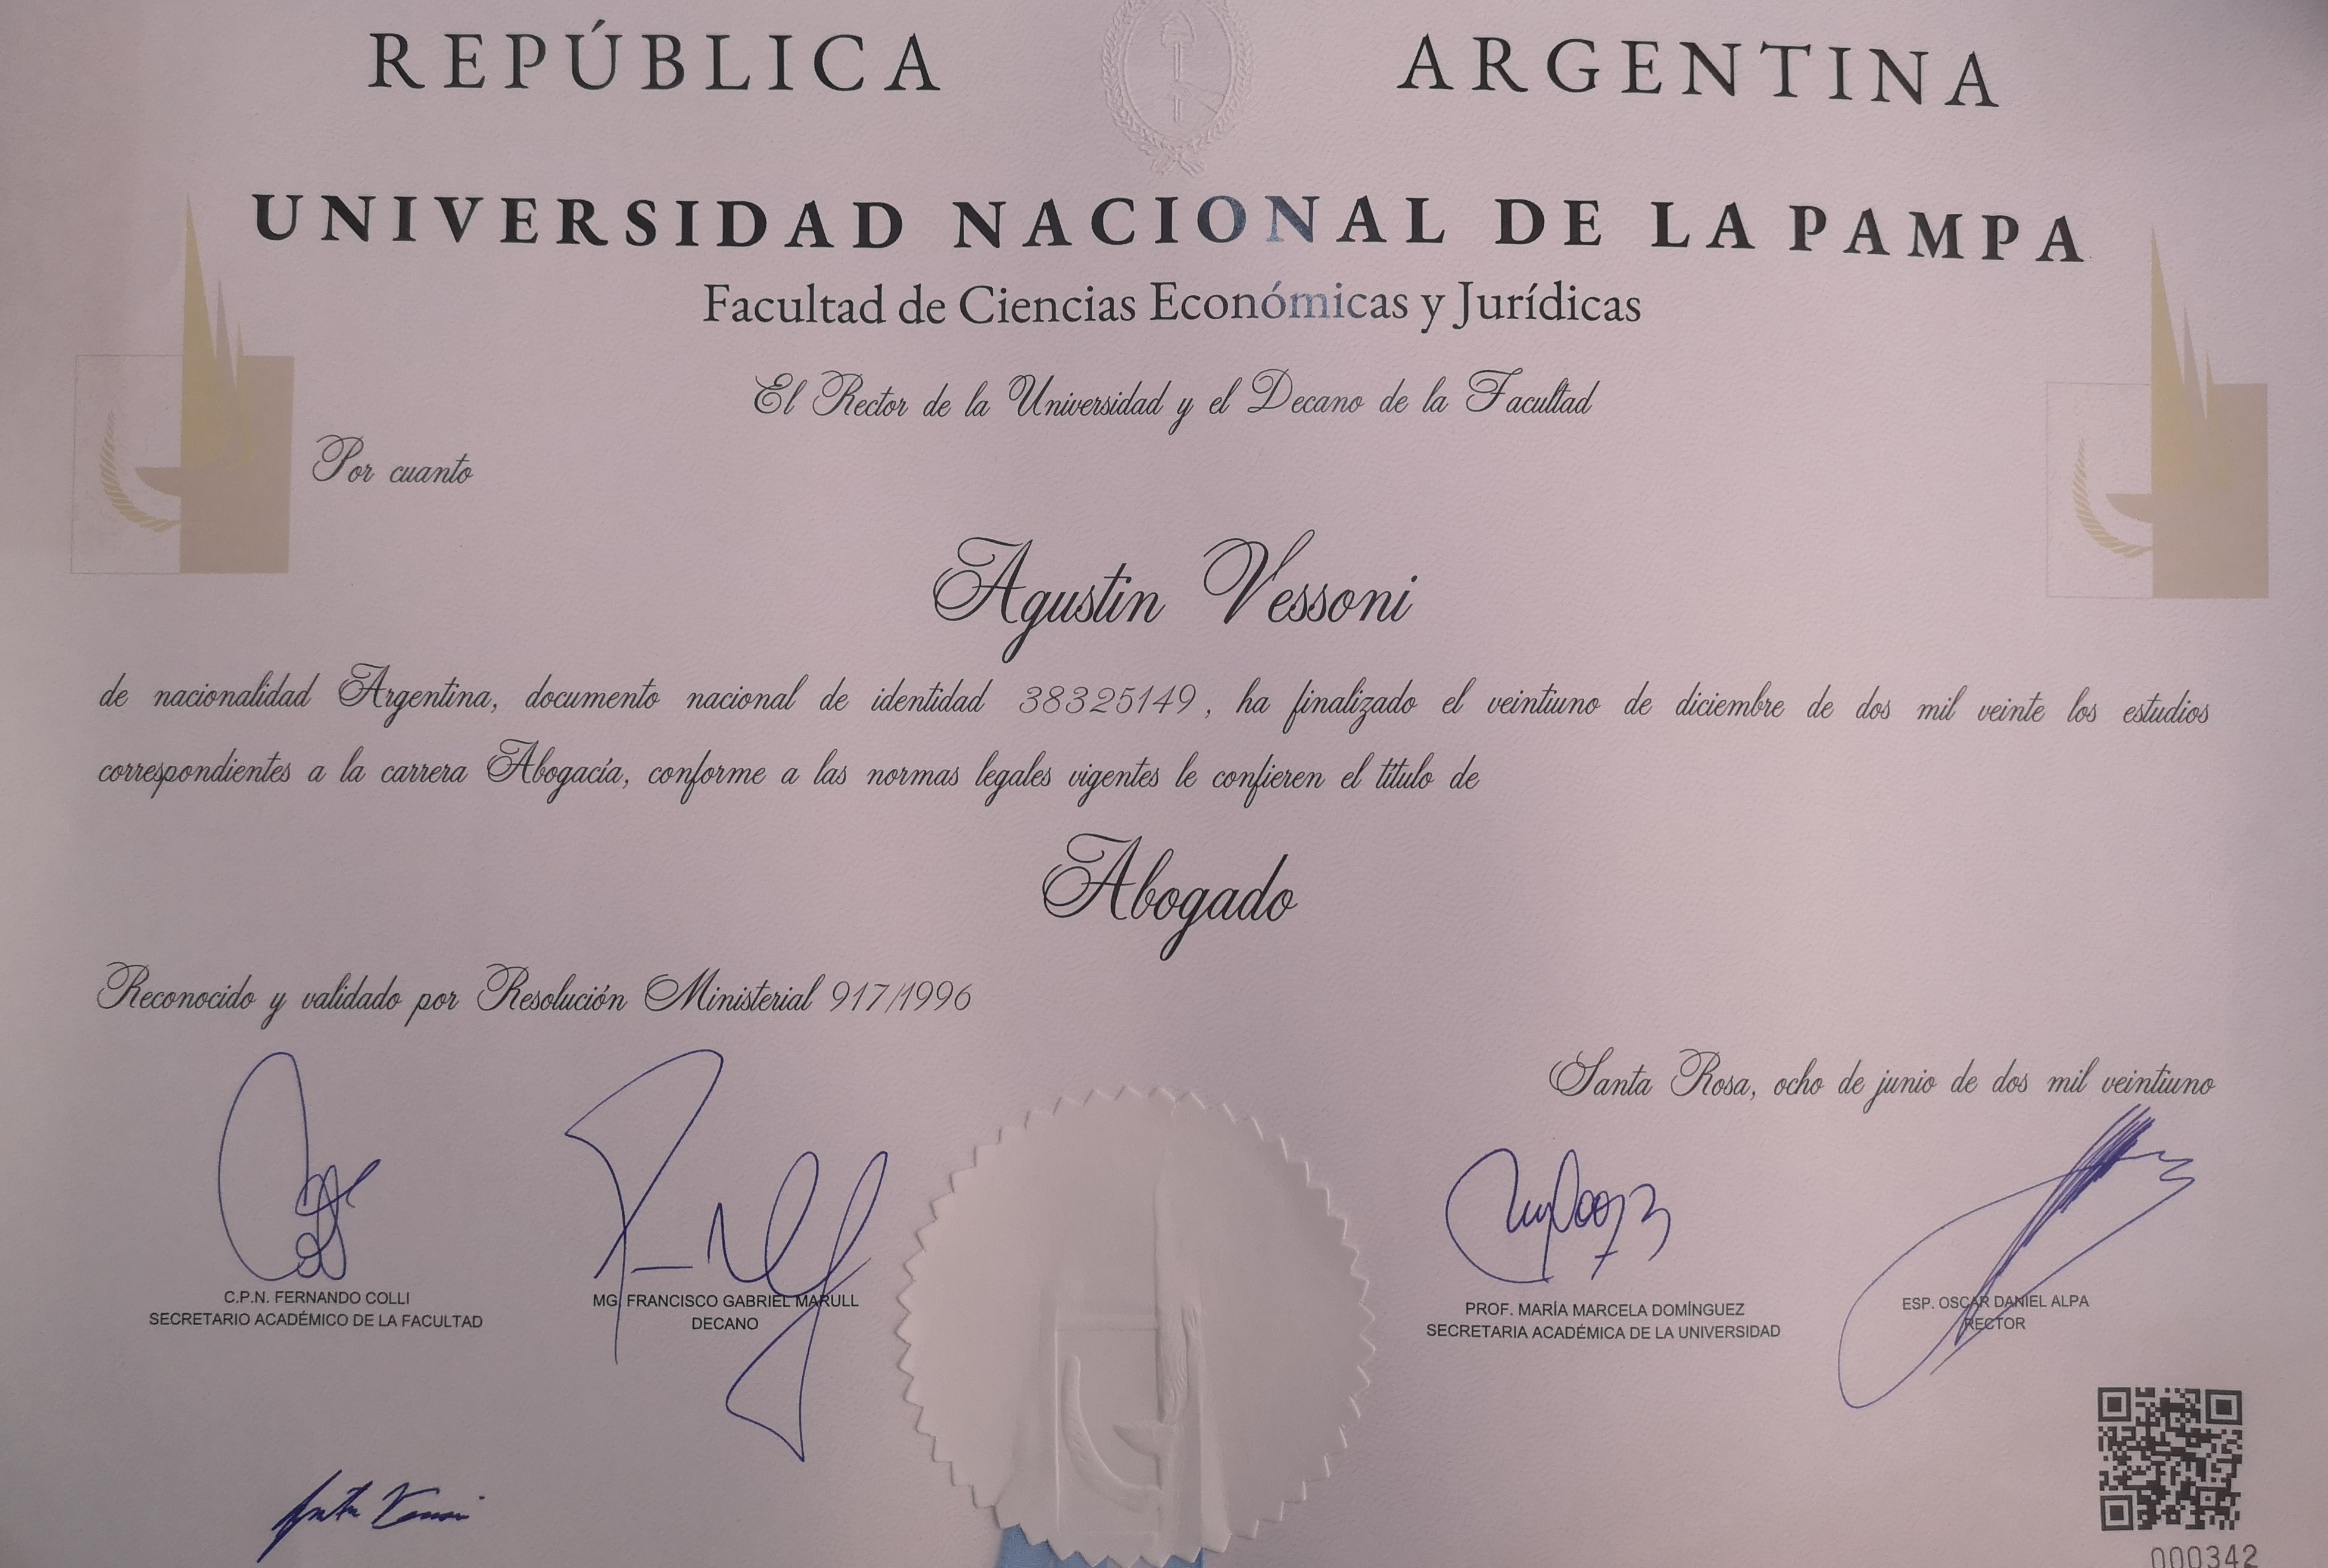 REPÚBLICA ARGENTINA
UNIVERSIDAD NACIONAL DE LA PAMPA
Facultad de Ciencias Económicas y Jurídicas
El Rector de la Universidad y el Decano de la Facultad
Por cuanto
Agustin Vessoni
de nacionalidad Argentina, documento nacional de identidad 38325149, ha finalizado el veintiuno de diciembre de dos mil veinte los estudios
correspondientes a la carrera Abogacía, conforme a las normas legales vigentes le confieren el título de
Abogado
Reconocido y validado por Resolución Ministerial 917/1996
Santa Rosa, ocho de junio de dos mil veintiuno
C.P.N. FERNANDO COLLI
SECRETARIO ACADÉMICO DE LA FACULTAD
MG. FRANCISCO GABRIEL MARULL
DECANO
PROF. MARÍA MARCELA DOMÍNGUEZ
SECRETARIA ACADÉMICA DE LA UNIVERSIDAD
ESP. OSCAR DANIEL ALPA
RECTOR
000342